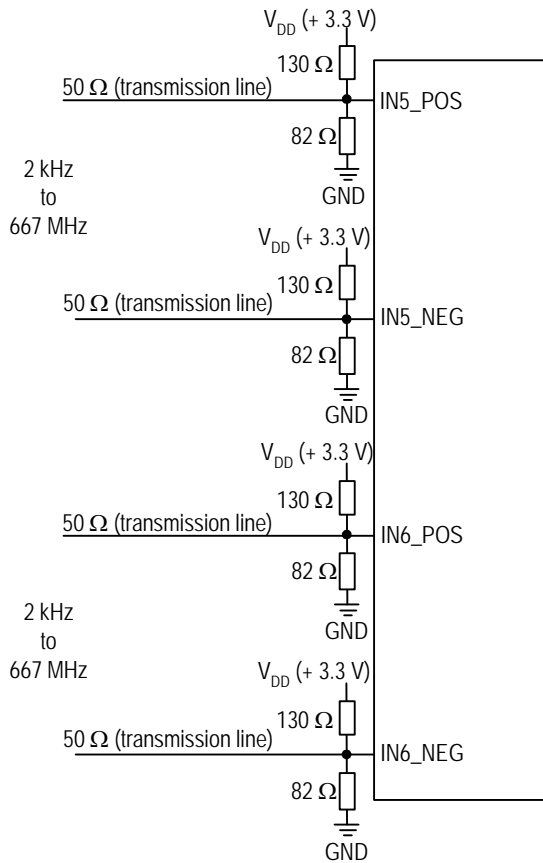 V_DD (+ 3.3 V)
130 Ω
50 Ω (transmission line)
IN5_POS
82 Ω
GND
2 kHz
to
667 MHz
V_DD (+ 3.3 V)
130 Ω
50 Ω (transmission line)
IN5_NEG
82 Ω
GND
V_DD (+ 3.3 V)
130 Ω
50 Ω (transmission line)
IN6_POS
82 Ω
GND
2 kHz
to
667 MHz
V_DD (+ 3.3 V)
130 Ω
50 Ω (transmission line)
IN6_NEG
82 Ω
GND